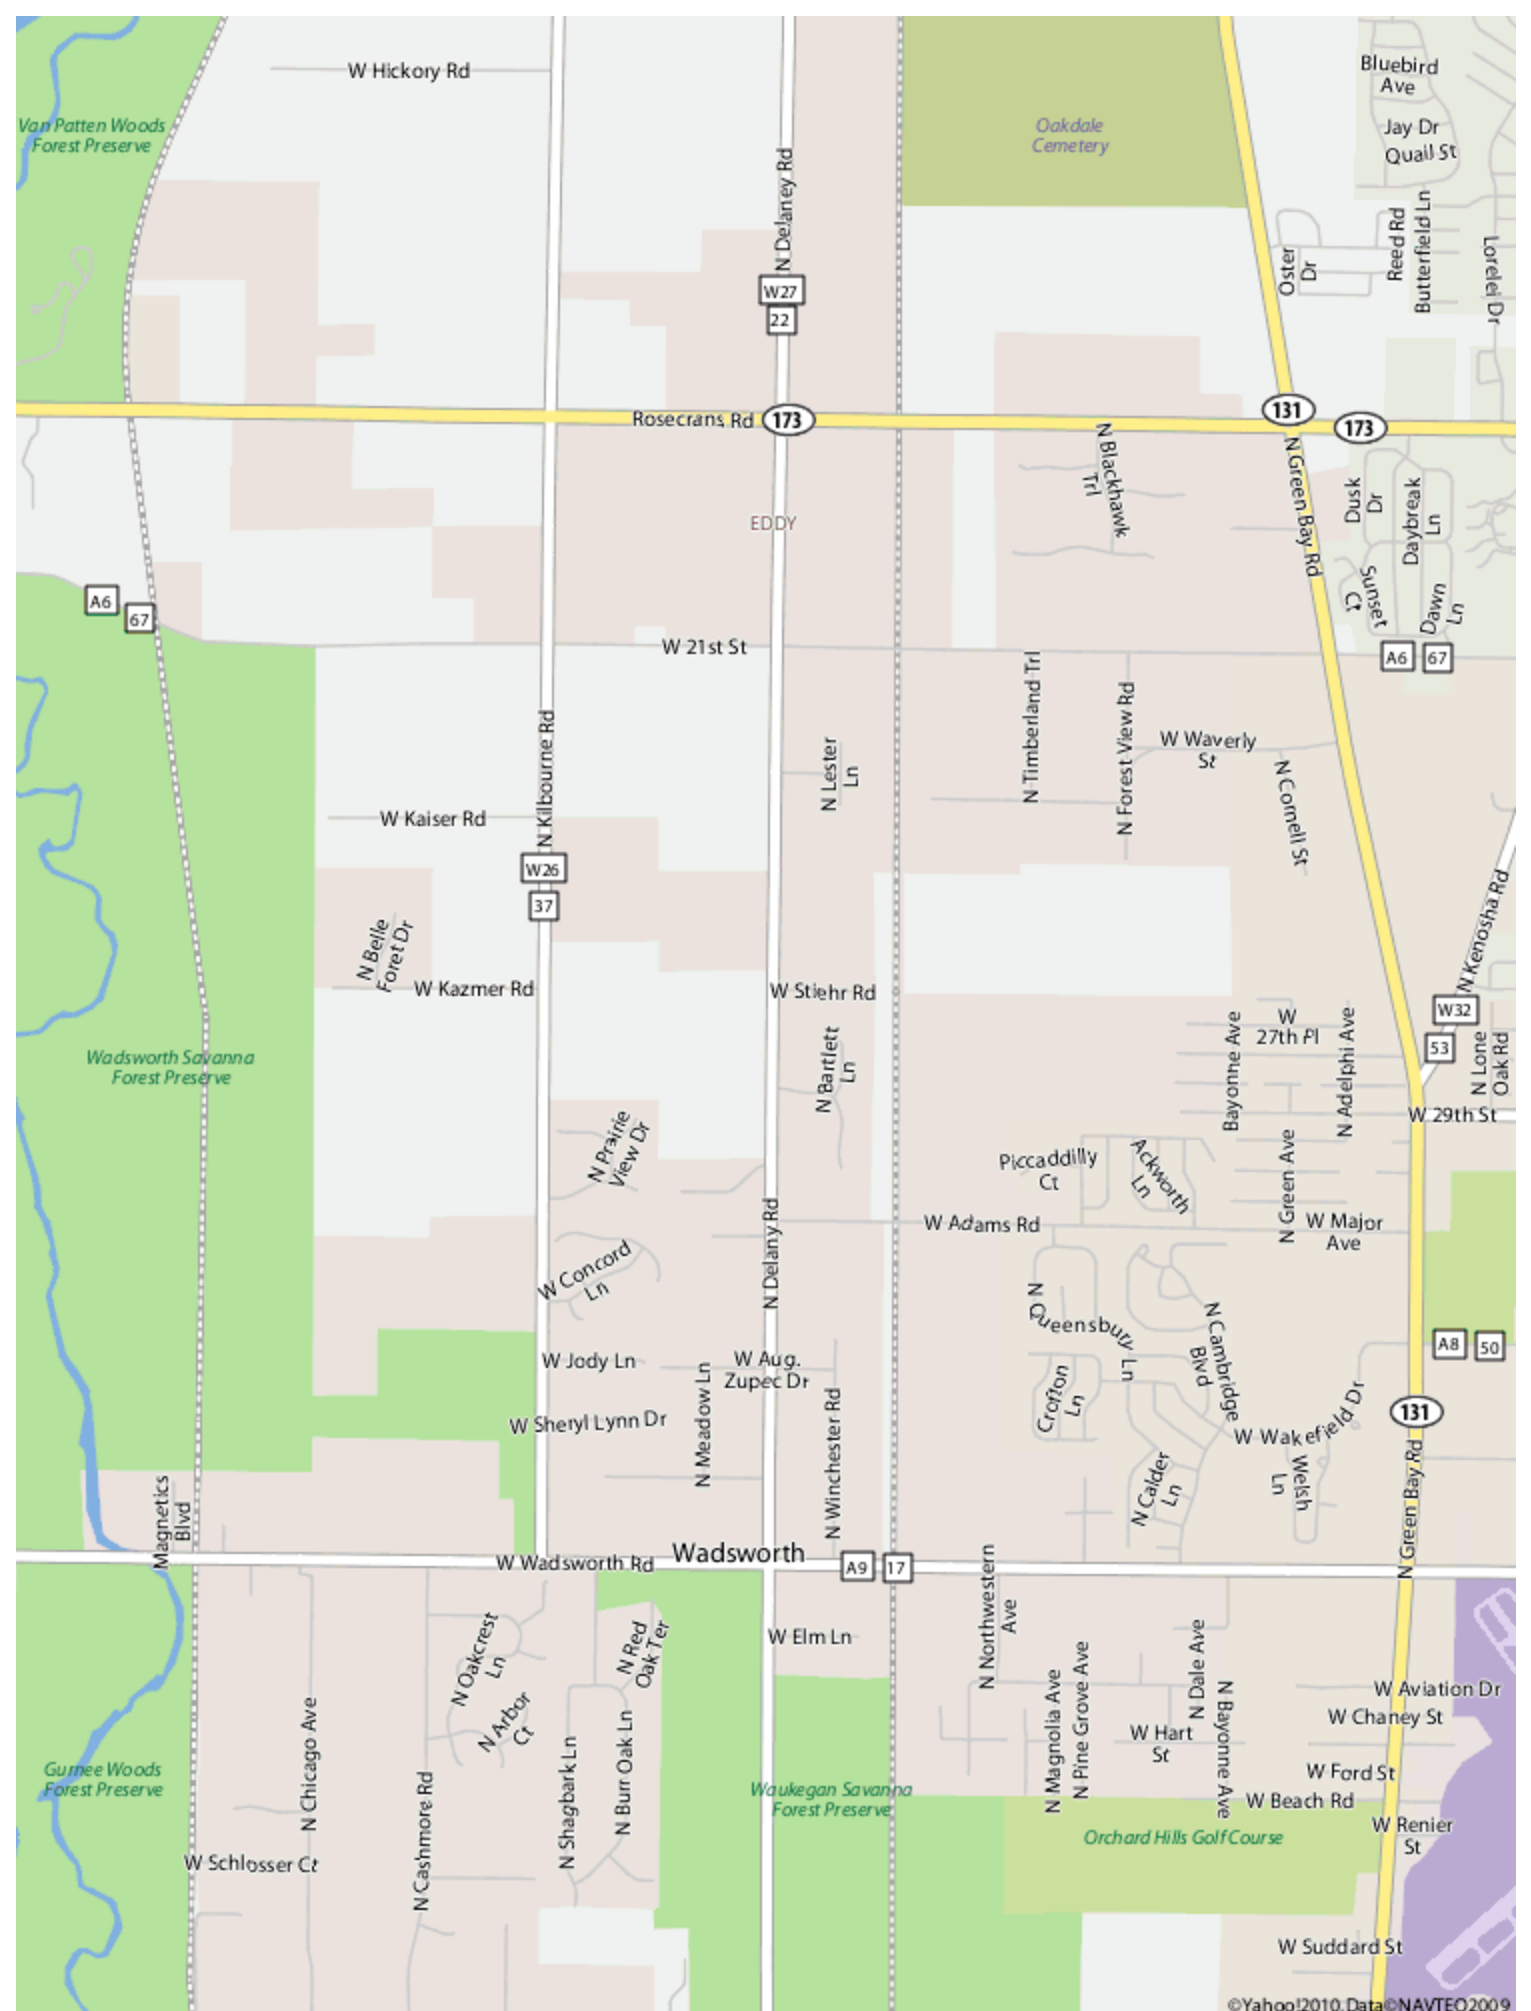 W Hickory Rd
Bluebird
Ave
Van Patten Woods
Forest Preserve
Oakdale
Cemetery
Jay Dr
Quail St
N Delaney Rd
Reed Rd
Butterfield Ln
Oster
Dr
Lorelei Dr
W27
22
Rosecrans Rd
173
131
173
N Blackhawk
Trl
N Green Bay Rd
Dusk
Dr
Daybreak
Ln
EDDY
Sunset
Ct
Dawn
Ln
A6
67
W 21st St
A6
67
N Timberland Trl
N Forest View Rd
W Waverly
St
N Kilbourne Rd
N Lester
Ln
N Cornell St
W Kaiser Rd
W26
37
N Kenosha Rd
N Belle
Foret Dr
W Kazmer Rd
W Stiehr Rd
W32
53
W
27th Pl
Bayonne Ave
N Adelphi Ave
N Lone
Oak Rd
Wadsworth Savanna
Forest Preserve
N Bartlett
Ln
W 29th St
N Prairie
View Dr
Piccadilly
Ct
Ackworth
Ln
N Green Ave
W Adams Rd
W Major
Ave
N Delany Rd
W Concord
Ln
N
Queensbury
Ln
N Cambridge
Blvd
A8
50
W Jody Ln
W Aug.
Zupec Dr
N Meadow Ln
Crofton
Ln
W Sheryl Lynn Dr
N Winchester Rd
131
W Wakefield Dr
N Calder
Ln
Welsh
Ln
N Green Bay Rd
Magnetics
Blvd
W Wadsworth Rd
Wadsworth
A9
17
N Northwestern
Ave
W Elm Ln
N Oakcrest
Ln
N Red
Oak Ter
N Dale Ave
N Magnolia Ave
N Pine Grove Ave
N Bayonne Ave
W Aviation Dr
W Chaney St
N Arbor
Ct
W Hart
St
N Chicago Ave
N Cashmore Rd
N Shagbark Ln
N Burr Oak Ln
Gurnee Woods
Forest Preserve
Waukegan Savanna
Forest Preserve
W Ford St
W Beach Rd
W Renier
St
Orchard Hills Golf Course
W Schlosser Ct
W Suddard St
©Yahoo!2010,Data©NAVTEQ2009